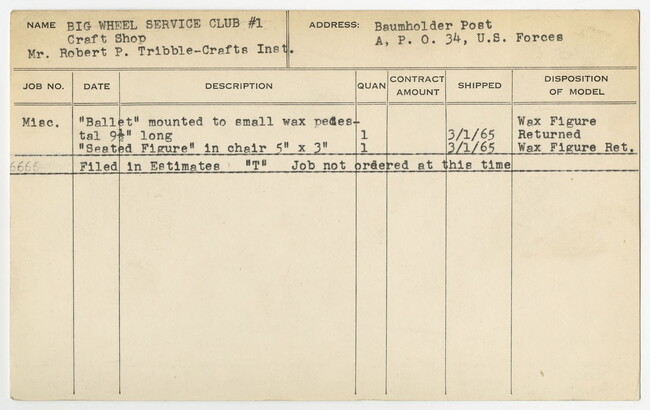 NAME BIG WHEEL SERVICE CLUB #1 ADDRESS: Baumholder Post
Craft Shop A, P. O. 34, U.S. Forces
Mr. Robert P. Tribble-Crafts Inst.
JOB NO. DATE DESCRIPTION QUAN CONTRACT AMOUNT SHIPPED DISPOSITION OF MODEL
Misc. "Ballet" mounted to small wax pedes- Wax Figure
tal 9½" long 1 3/1/65 Returned
"Seated Figure" in chair 5" x 3" 1 3/1/65 Wax Figure Ret.
6666 Filed in Estimates "T" Job not ordered at this time